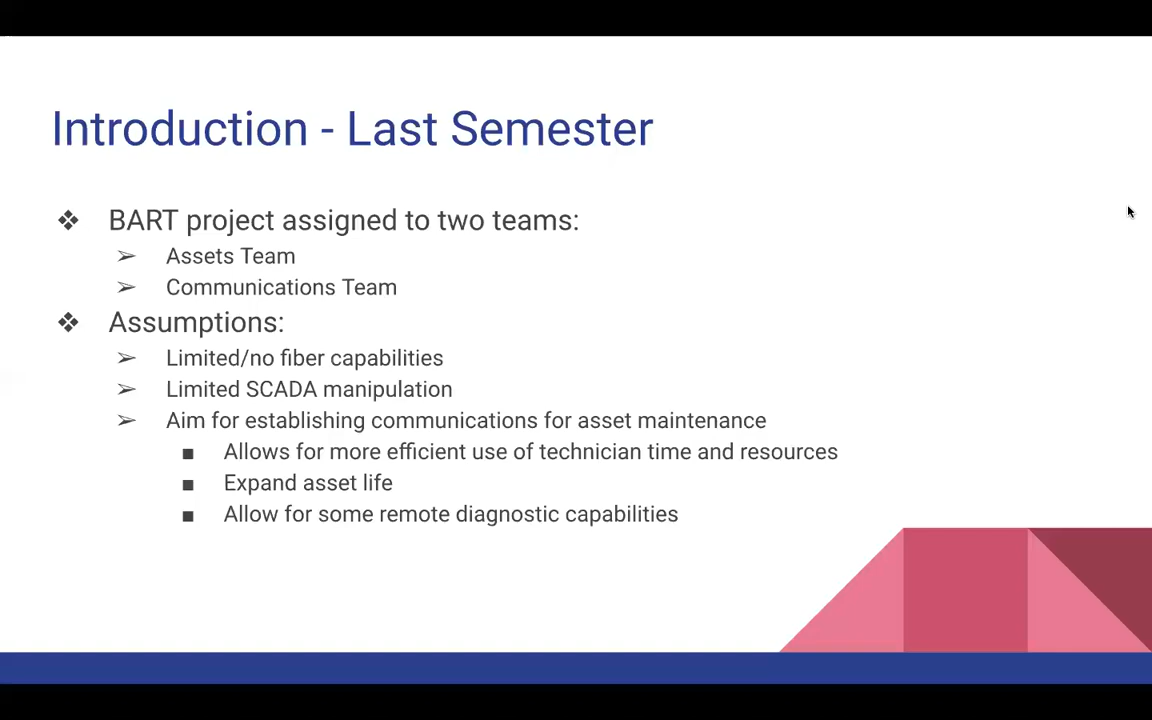 Introduction - Last Semester
❖ BART project assigned to two teams:
➢ Assets Team
➢ Communications Team
❖ Assumptions:
➢ Limited/no fiber capabilities
➢ Limited SCADA manipulation
➢ Aim for establishing communications for asset maintenance
■ Allows for more efficient use of technician time and resources
■ Expand asset life
■ Allow for some remote diagnostic capabilities